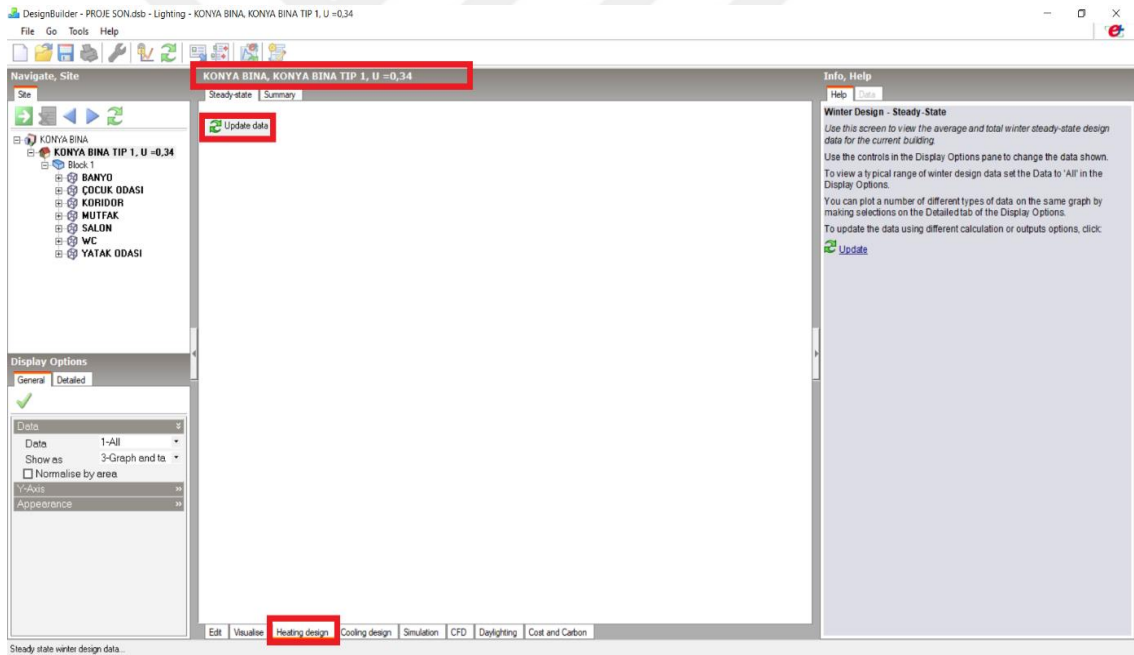 DesignBuilder - PROJE SON.dsb - Lighting - KONYA BINA, KONYA BINA TIP 1, U =0,34
File Go Tools Help
Navigate, Site
Site
KONYA BINA
KONYA BINA TIP 1, U =0,34
Block 1
BANYO
ÇOCUK ODASI
KORIDOR
MUTFAK
SALON
WC
YATAK ODASI
Display Options
General Detailed
Data
Data 1-All
Show as 3-Graph and ta
Normalise by area
Y-Axis
Appearance
KONYA BINA, KONYA BINA TIP 1, U =0,34
Steady-state Summary
Update data
Edit Visualise Heating design Cooling design Simulation CFD Daylighting Cost and Carbon
Info, Help
Help Data
Winter Design - Steady-State
Use this screen to view the average and total winter steady-state design
data for the current building.
Use the controls in the Display Options pane to change the data shown.
To view a typical range of winter design data set the Data to 'All' in the
Display Options.
You can plot a number of different types of data on the same graph by
making selections on the Detailed tab of the Display Options.
To update the data using different calculation or outputs options, click:
Update
Steady state winter design data...